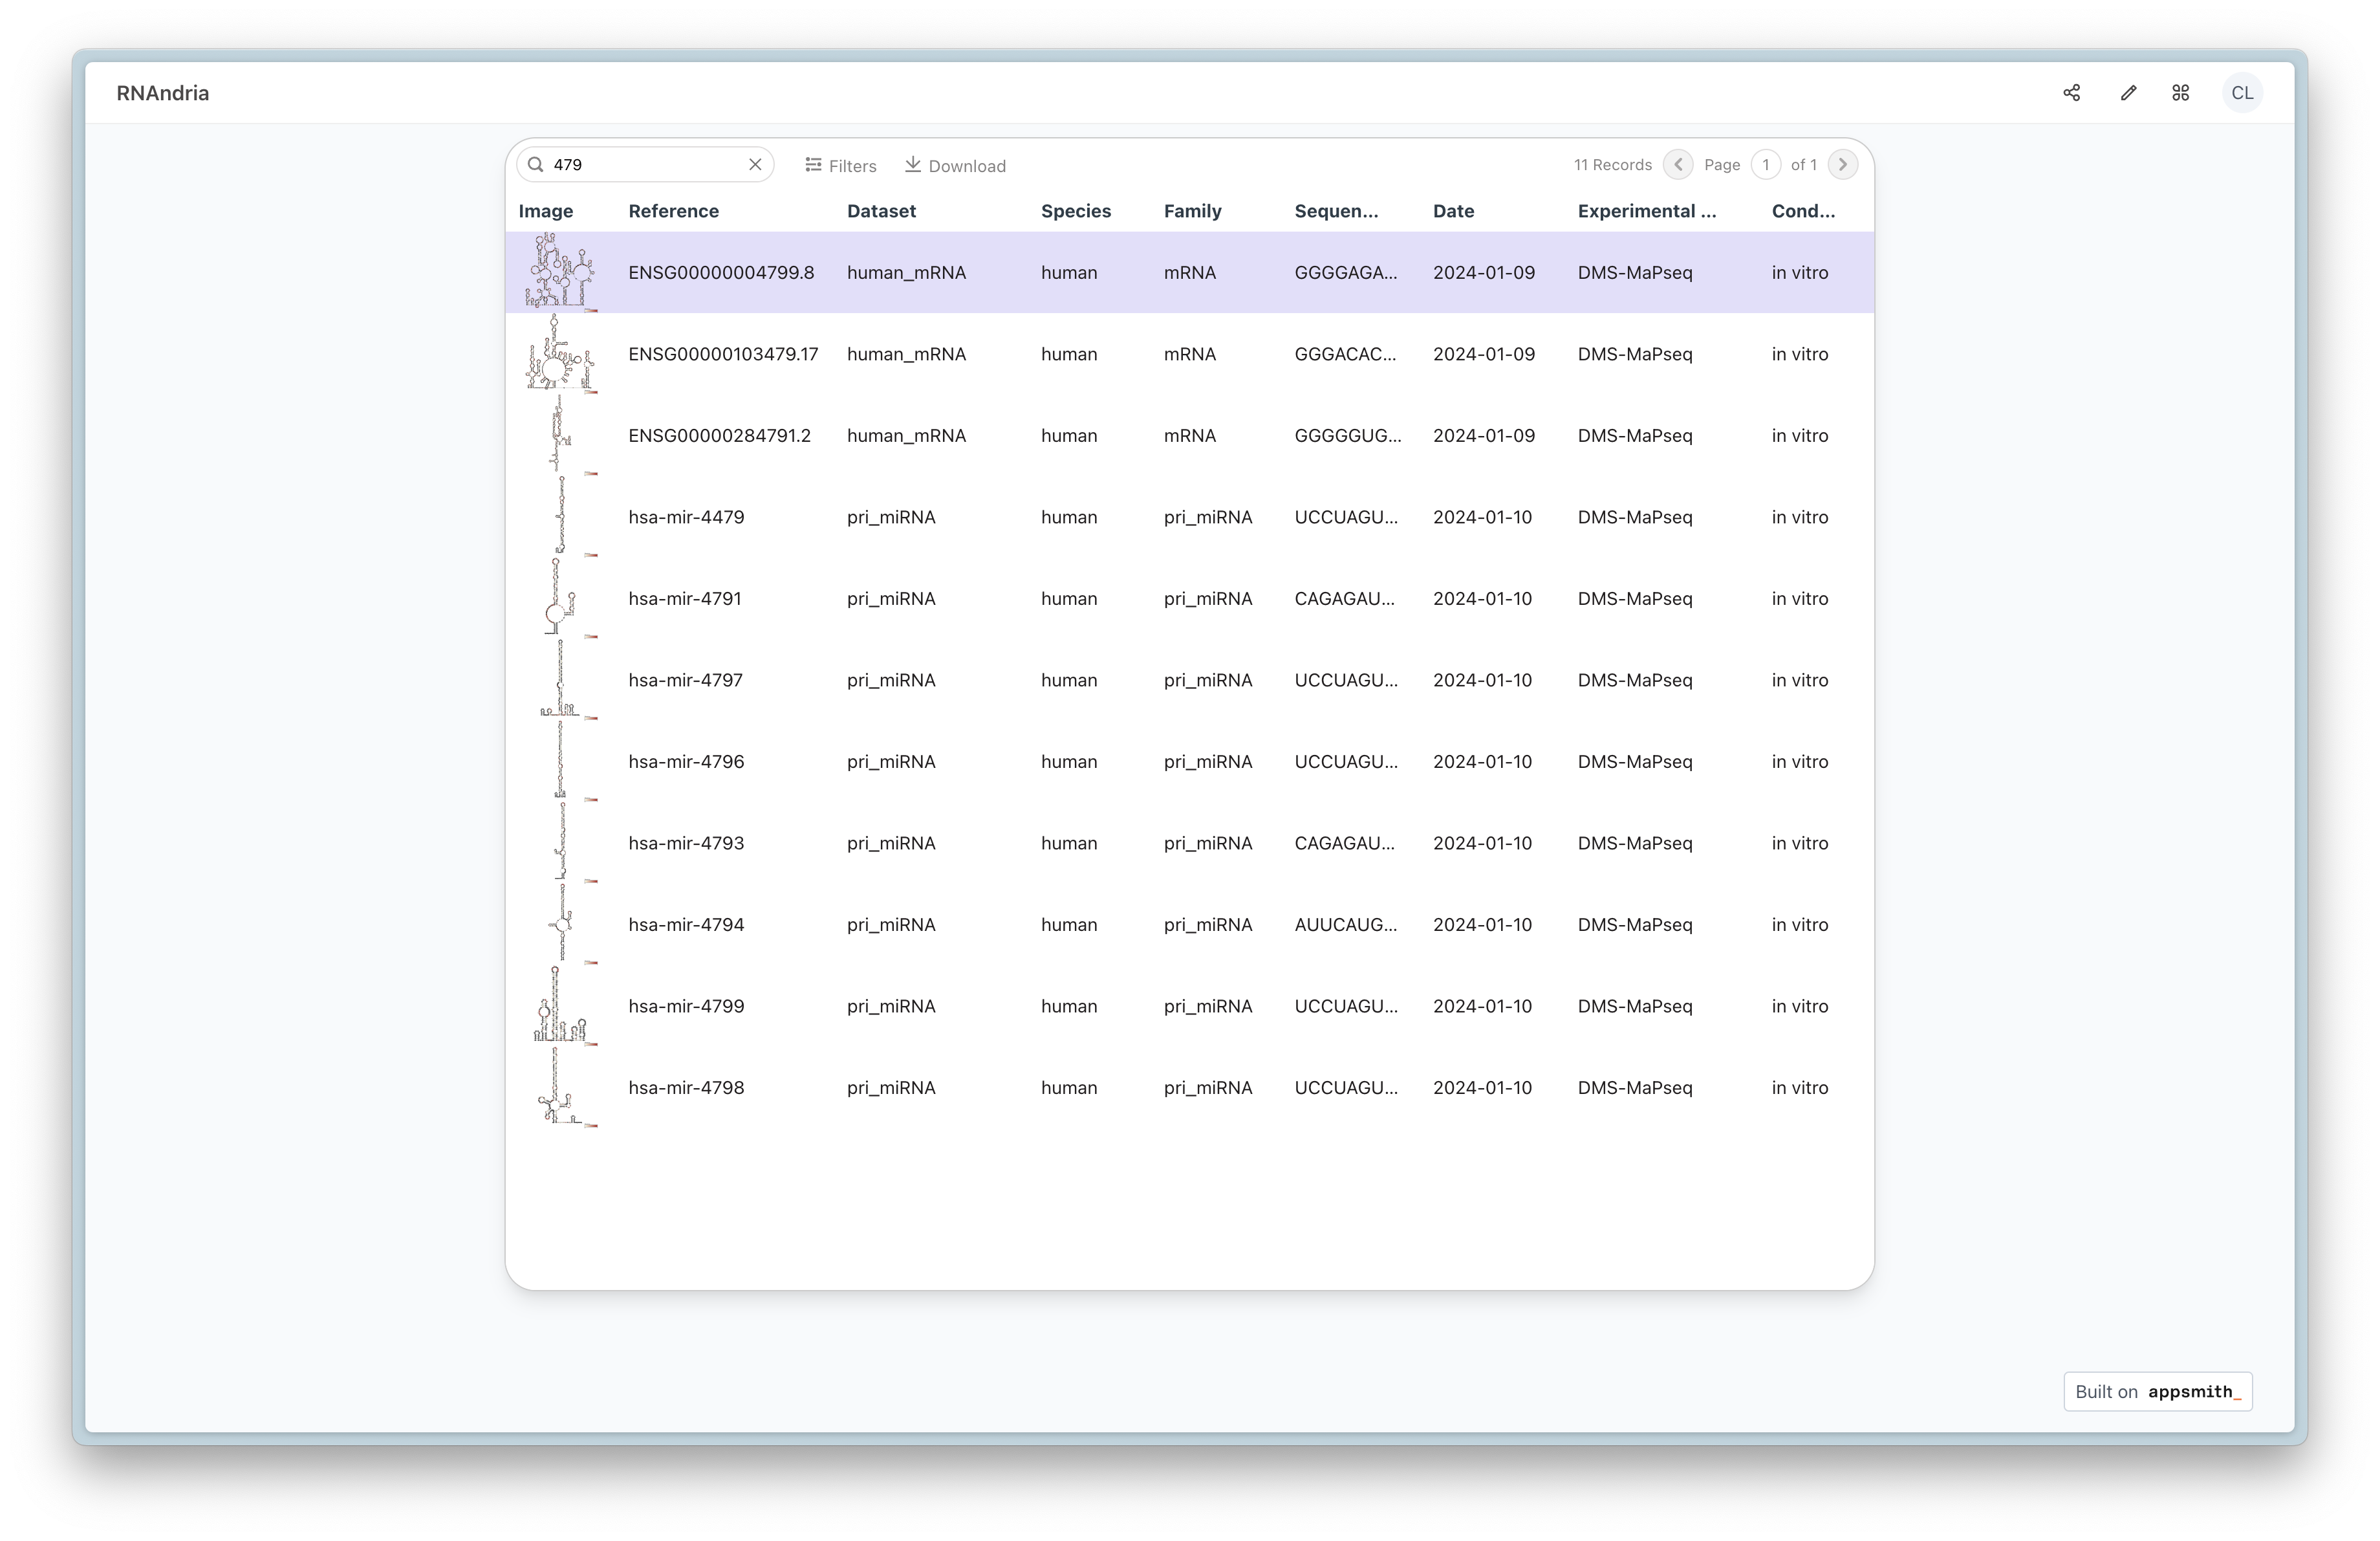 RNAndria
CL
479
Filters Download 11 Records Page 1 of 1
Image Reference Dataset Species Family Sequen... Date Experimental ... Cond...
ENSG00000004799.8 human_mRNA human mRNA GGGGAGA... 2024-01-09 DMS-MaPseq in vitro
ENSG00000103479.17 human_mRNA human mRNA GGGACAC... 2024-01-09 DMS-MaPseq in vitro
ENSG00000284791.2 human_mRNA human mRNA GGGGGUG... 2024-01-09 DMS-MaPseq in vitro
hsa-mir-4479 pri_miRNA human pri_miRNA UCCUAGU... 2024-01-10 DMS-MaPseq in vitro
hsa-mir-4791 pri_miRNA human pri_miRNA CAGAGAU... 2024-01-10 DMS-MaPseq in vitro
hsa-mir-4797 pri_miRNA human pri_miRNA UCCUAGU... 2024-01-10 DMS-MaPseq in vitro
hsa-mir-4796 pri_miRNA human pri_miRNA UCCUAGU... 2024-01-10 DMS-MaPseq in vitro
hsa-mir-4793 pri_miRNA human pri_miRNA CAGAGAU... 2024-01-10 DMS-MaPseq in vitro
hsa-mir-4794 pri_miRNA human pri_miRNA AUUCAUG... 2024-01-10 DMS-MaPseq in vitro
hsa-mir-4799 pri_miRNA human pri_miRNA UCCUAGU... 2024-01-10 DMS-MaPseq in vitro
hsa-mir-4798 pri_miRNA human pri_miRNA UCCUAGU... 2024-01-10 DMS-MaPseq in vitro
Built on appsmith_